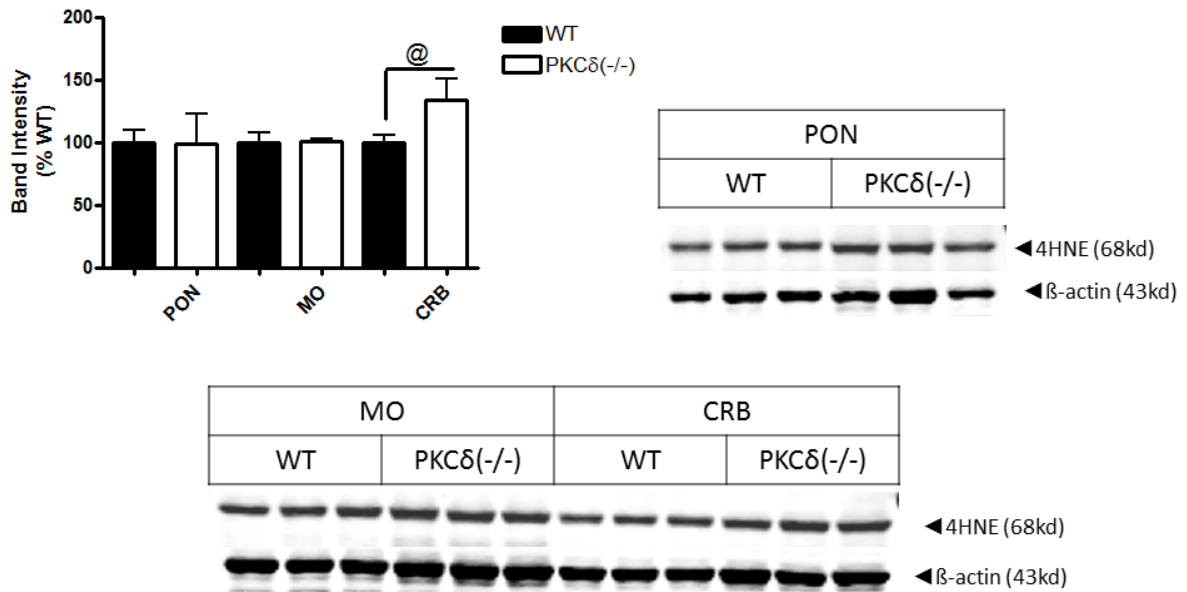 200
150
100
50
0
Band Intensity
(% WT)
@
PON
MO
CRB
WT
PKCδ(-/-)
PON
WT PKCδ(-/-)
◄4HNE (68kd)
◄ß-actin (43kd)
MO CRB
WT PKCδ(-/-) WT PKCδ(-/-)
◄4HNE (68kd)
◄ß-actin (43kd)